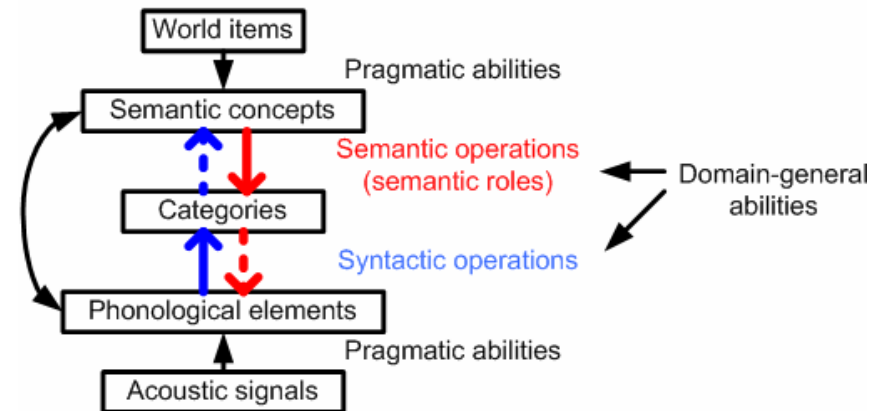 World items
Pragmatic abilities
Semantic concepts
Semantic operations
(semantic roles)
Domain-general
abilities
Categories
Syntactic operations
Phonological elements
Pragmatic abilities
Acoustic signals